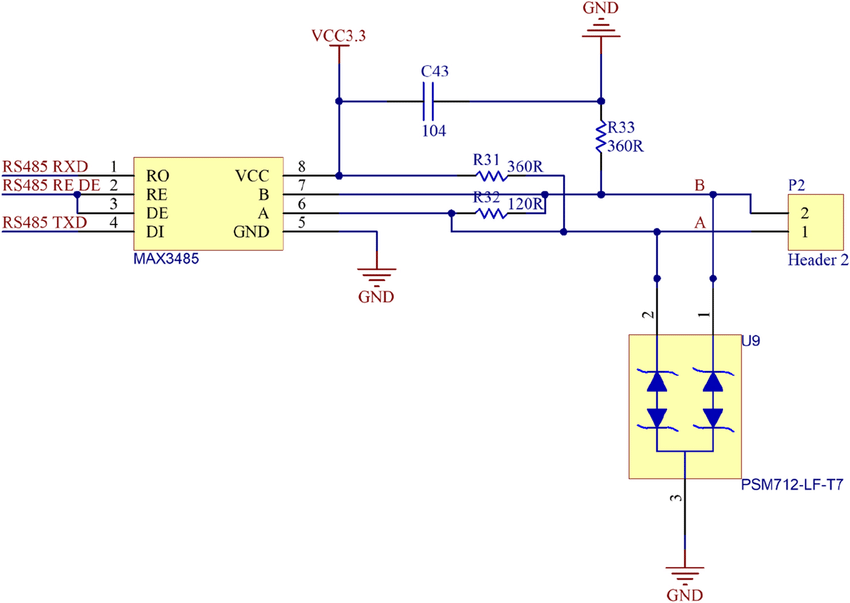 GND
VCC3.3
C43
104
R33
360R
RS485 RXD 1 RO VCC 8 R31 360R
RS485 RE DE 2 RE B 7 B P2
R32 120R
3 DE A 6 2
RS485 TXD 4 DI GND 5 A 1
MAX3485
Header 2
GND
2 1
U9
PSM712-LF-T7
3
GND